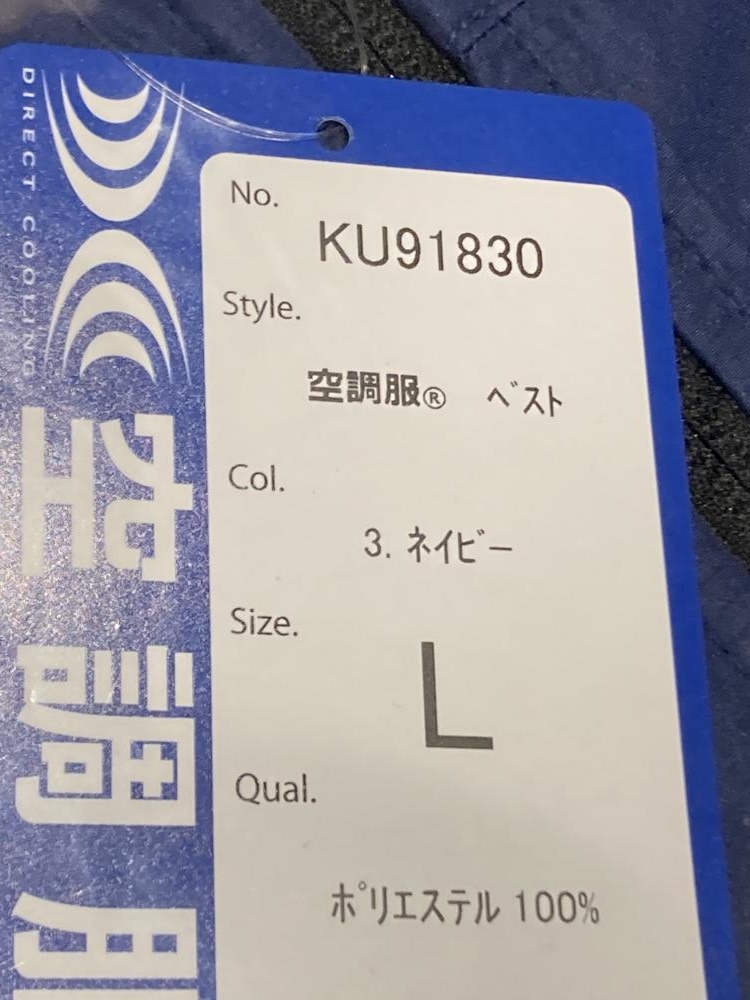 DIRECT COOLING
空調服
No.
KU91830
Style.
空調服® ベスト
Col.
3. ネイビー
Size.
L
Qual.
ポリエステル 100%